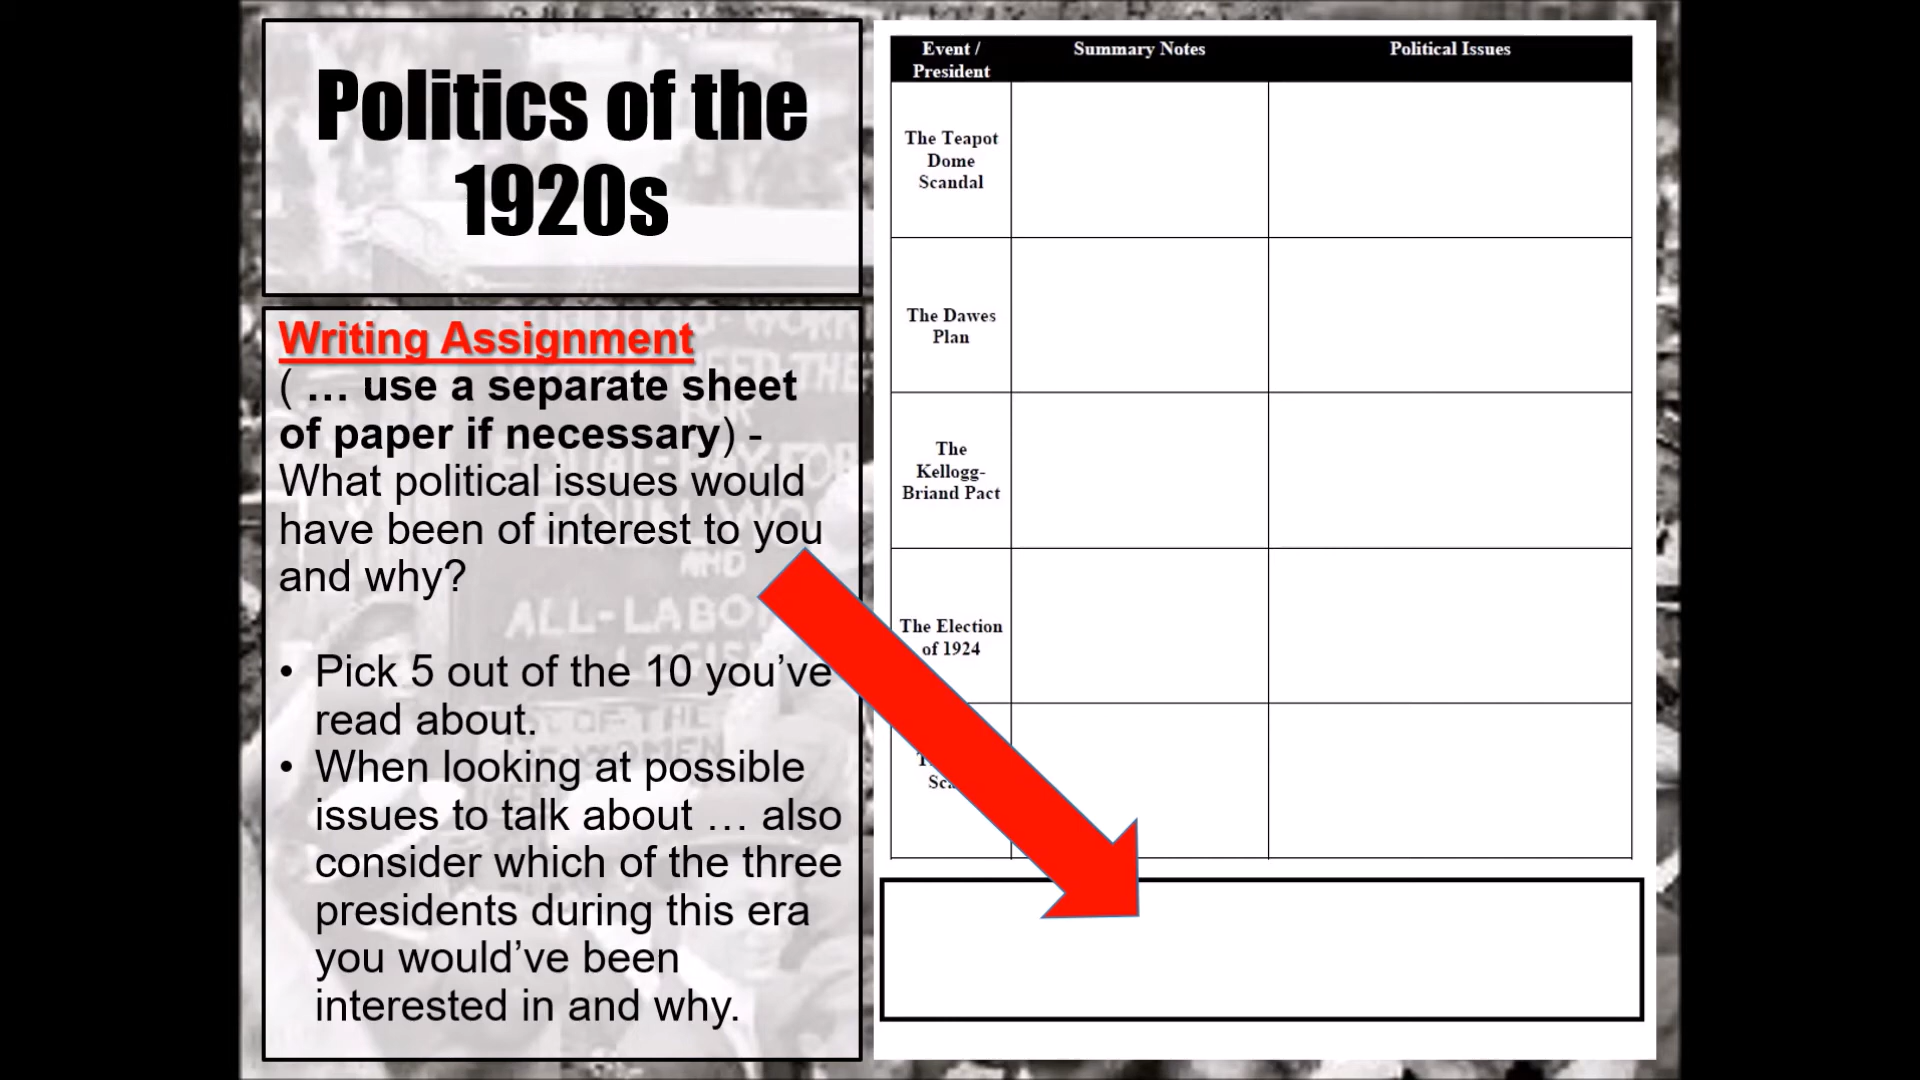 Politics of the
1920s
Writing Assignment
( … use a separate sheet
of paper if necessary) -
What political issues would
have been of interest to you
and why?
• Pick 5 out of the 10 you’ve
read about.
• When looking at possible
issues to talk about … also
consider which of the three
presidents during this era
you would’ve been
interested in and why.
Event /
President
Summary Notes
Political Issues
The Teapot
Dome
Scandal
The Dawes
Plan
The
Kellogg-
Briand Pact
The Election
of 1924
AND
ALL-LABOR